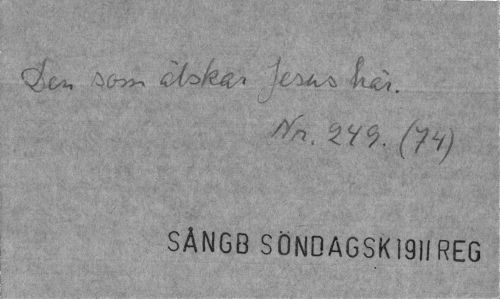 Den som älskar Jesus här.
Nr. 249. (74)
SÅNGB SÖNDAGSK 1911 REG